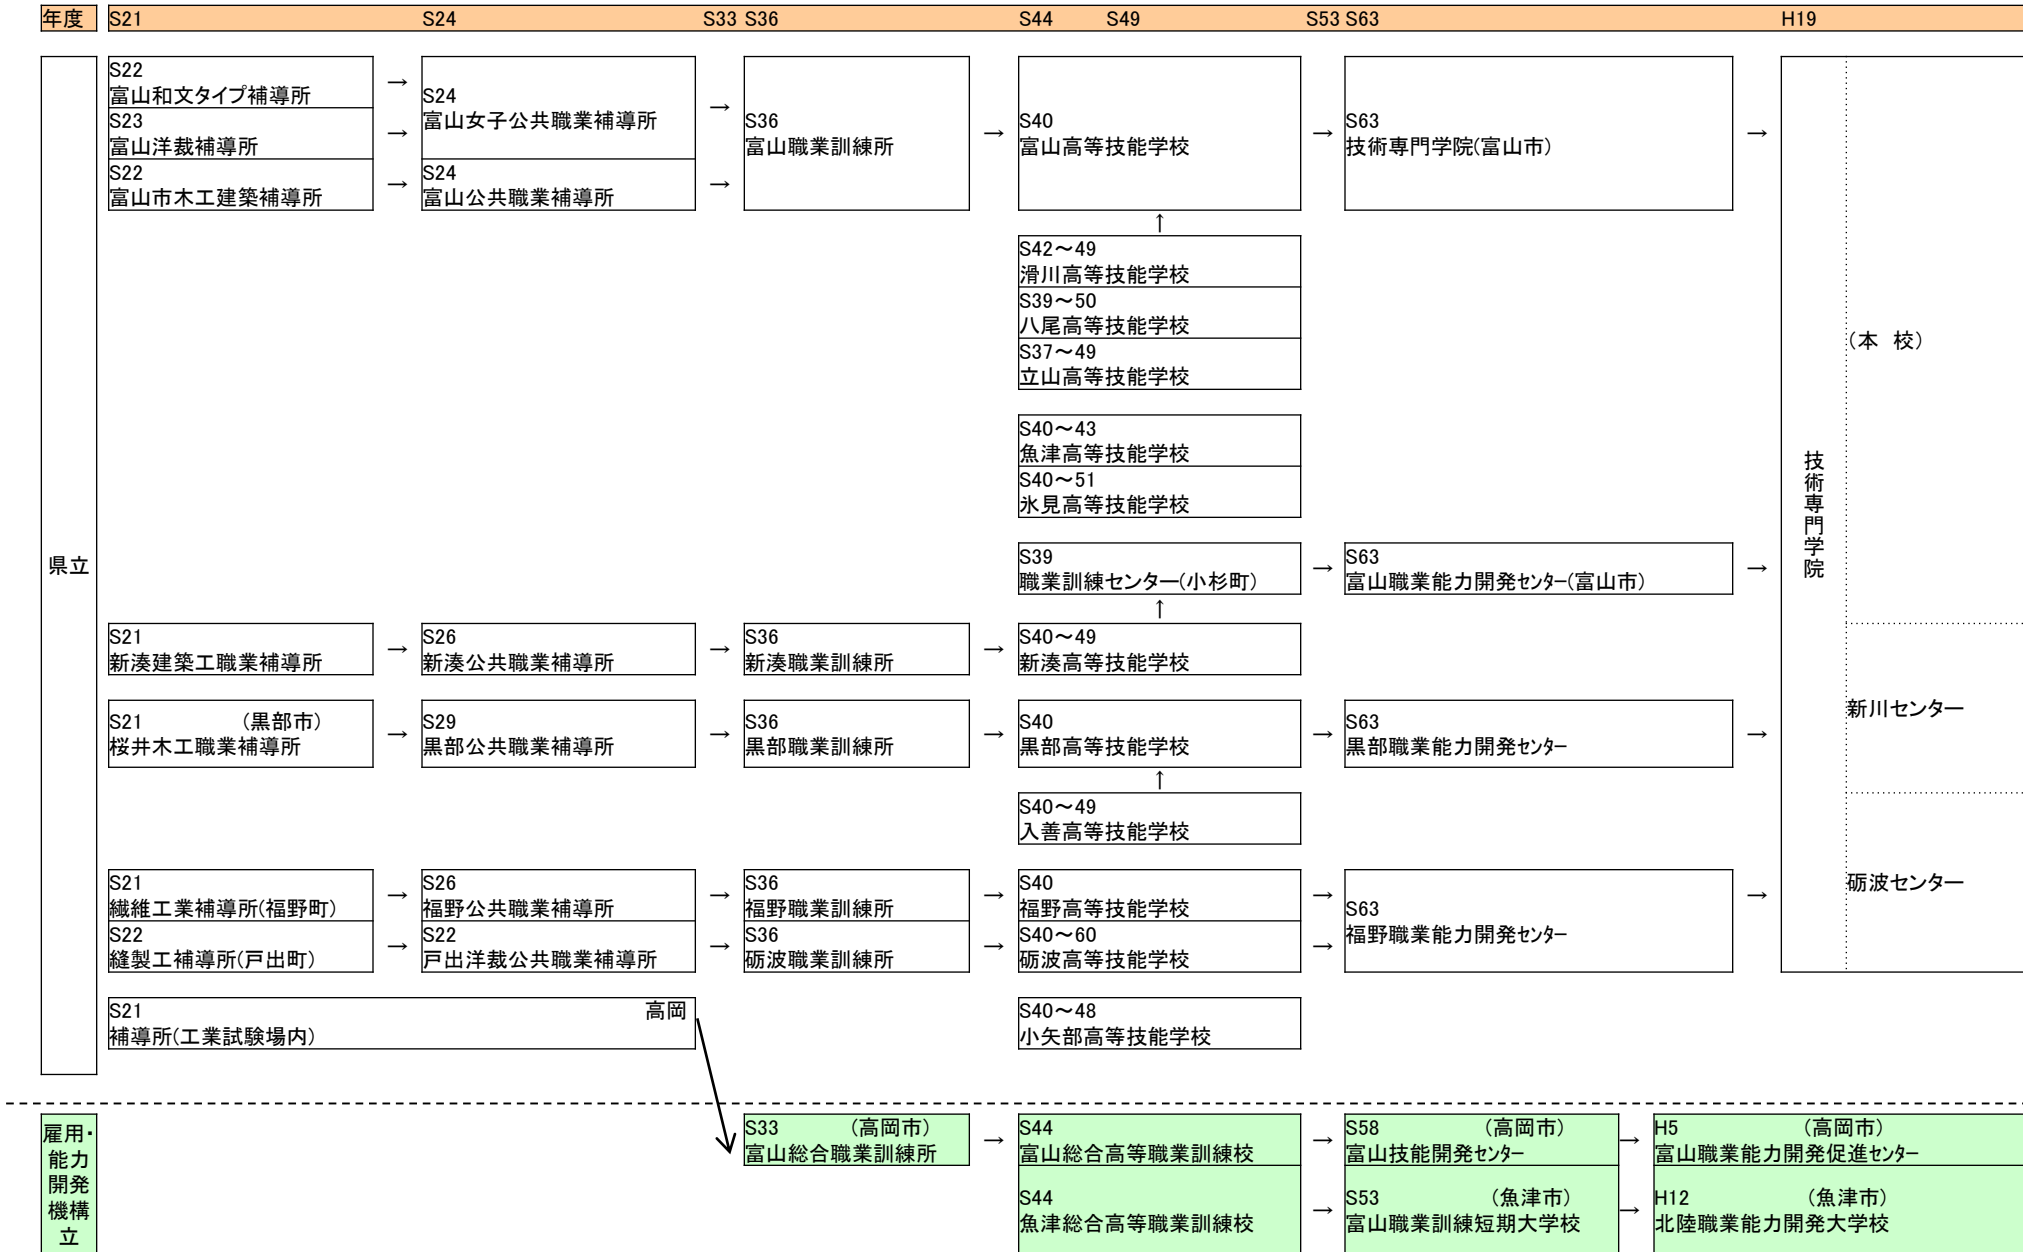 年度 S21 S24 S33 S36 S44 S49 S53 S63 H19
県立
S22
富山和文タイプ補導所
→
S23
富山洋裁補導所
→
S22
富山市木工建築補導所
→
S24
富山女子公共職業補導所
→
S24
富山公共職業補導所
→
S36
富山職業訓練所
→
S40
富山高等技能学校
→
S63
技術専門学院(富山市)
→
↑
S42～49
滑川高等技能学校
S39～50
八尾高等技能学校
S37～49
立山高等技能学校
S40～43
魚津高等技能学校
S40～51
氷見高等技能学校
S39
職業訓練センター(小杉町)
→
S63
富山職業能力開発ｾﾝﾀｰ(富山市)
→
↑
S21
新湊建築工職業補導所
→
S26
新湊公共職業補導所
→
S36
新湊職業訓練所
→
S40～49
新湊高等技能学校
S21 （黒部市）
桜井木工職業補導所
→
S29
黒部公共職業補導所
→
S36
黒部職業訓練所
→
S40
黒部高等技能学校
→
S63
黒部職業能力開発ｾﾝﾀｰ
→
↑
S40～49
入善高等技能学校
S21
繊維工業補導所(福野町)
→
S26
福野公共職業補導所
→
S36
福野職業訓練所
→
S40
福野高等技能学校
→
S22
縫製工補導所(戸出町)
→
S22
戸出洋裁公共職業補導所
→
S36
砺波職業訓練所
→
S40～60
砺波高等技能学校
→
S63
福野職業能力開発ｾﾝﾀｰ
→
S21 高岡
補導所(工業試験場内)
S40～48
小矢部高等技能学校
技術専門学院
（本 校）
新川センター
砺波センター
雇用・
能力
開発
機構
立
S33 （高岡市）
富山総合職業訓練所
→
S44
富山総合高等職業訓練校
→
S58 （高岡市）
富山技能開発ｾﾝﾀｰ
→
H5 （高岡市）
富山職業能力開発促進ｾﾝﾀｰ
S44
魚津総合高等職業訓練校
→
S53 （魚津市）
富山職業訓練短期大学校
→
H12 （魚津市）
北陸職業能力開発大学校